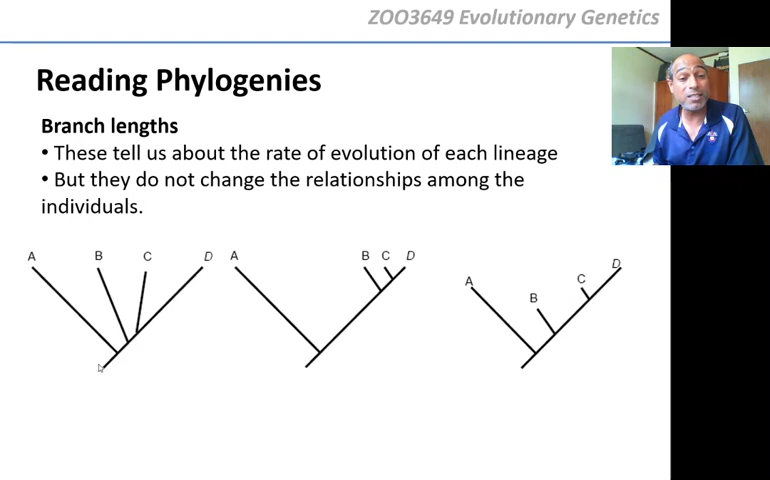 ZOO3649 Evolutionary Genetics
Reading Phylogenies
Branch lengths
• These tell us about the rate of evolution of each lineage
• But they do not change the relationships among the
individuals.
A B C D
A B C D
A B C D